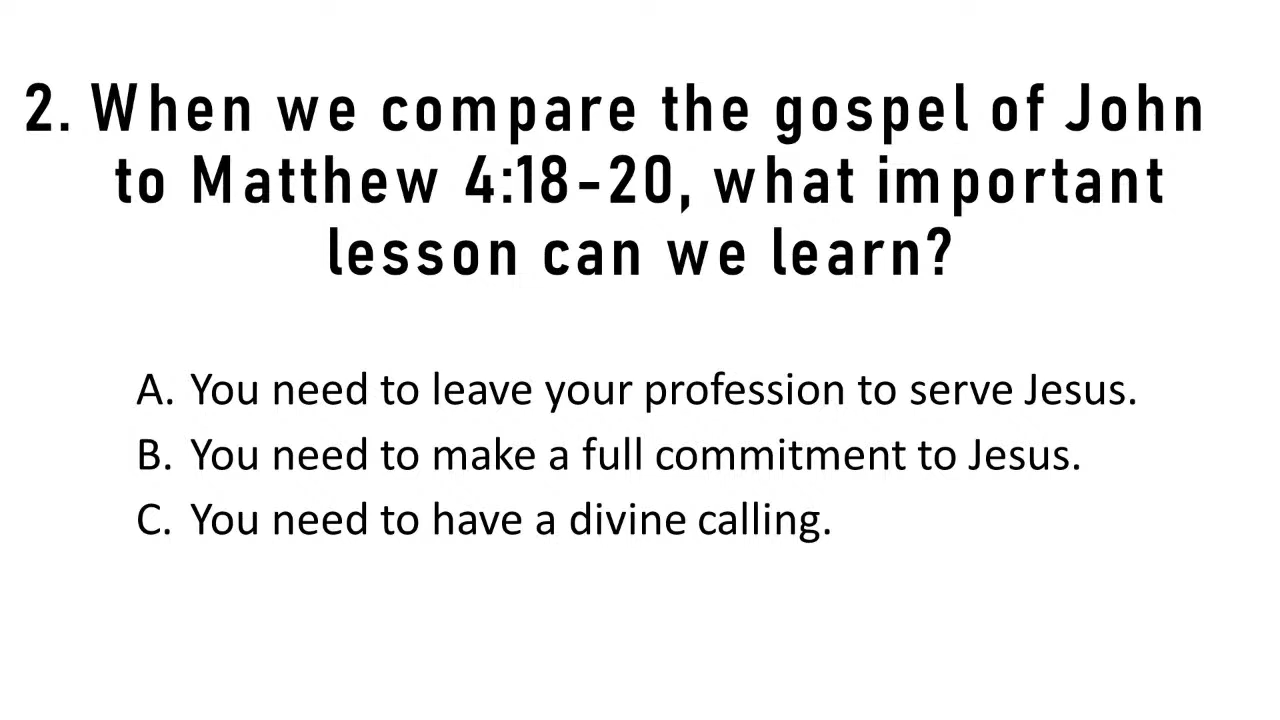 2. When we compare the gospel of John
to Matthew 4:18-20, what important
lesson can we learn?
A. You need to leave your profession to serve Jesus.
B. You need to make a full commitment to Jesus.
C. You need to have a divine calling.